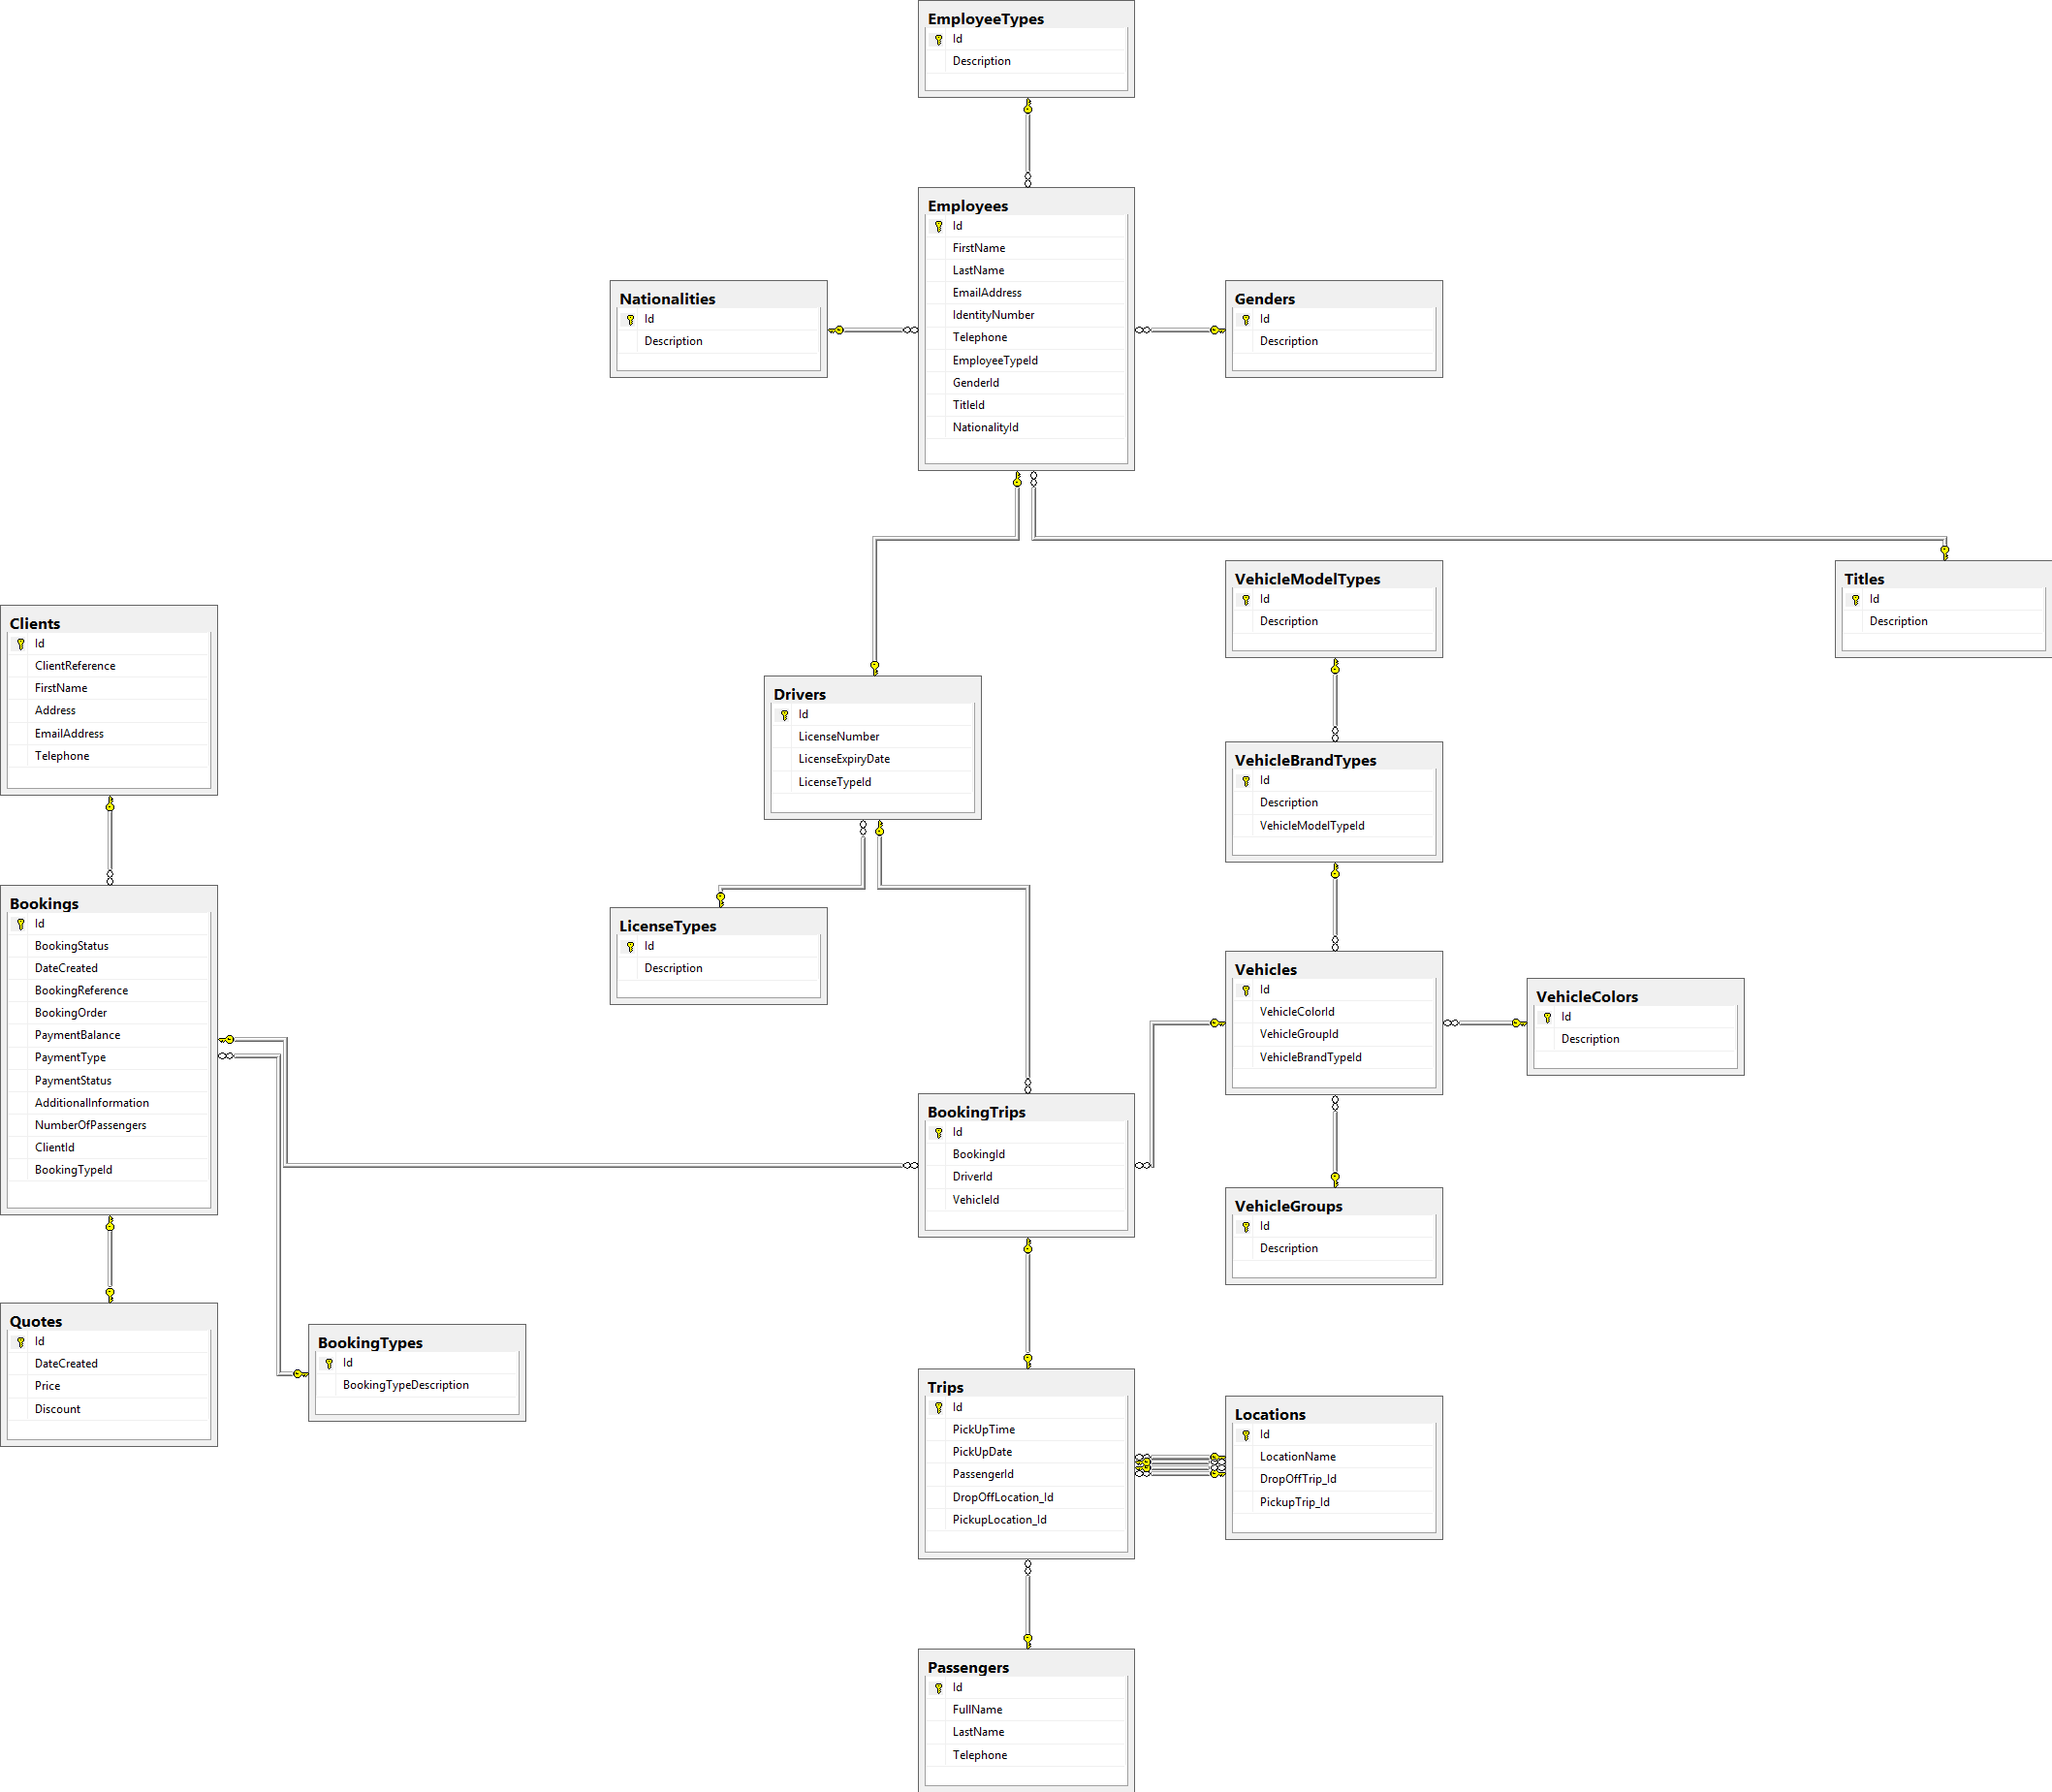 EmployeeTypes
Id
Description
Employees
Id
FirstName
LastName
EmailAddress
IdentityNumber
Telephone
EmployeeTypeId
GenderId
TitleId
NationalityId
Nationalities
Id
Description
Genders
Id
Description
VehicleModelTypes
Id
Description
Titles
Id
Description
Clients
Id
ClientReference
FirstName
Address
EmailAddress
Telephone
Drivers
Id
LicenseNumber
LicenseExpiryDate
LicenseTypeId
VehicleBrandTypes
Id
Description
VehicleModelTypeId
Bookings
Id
BookingStatus
DateCreated
BookingReference
BookingOrder
PaymentBalance
PaymentType
PaymentStatus
AdditionalInformation
NumberOfPassengers
ClientId
BookingTypeId
LicenseTypes
Id
Description
Vehicles
Id
VehicleColorId
VehicleGroupId
VehicleBrandTypeId
VehicleColors
Id
Description
BookingTrips
Id
BookingId
DriverId
VehicleId
VehicleGroups
Id
Description
Quotes
Id
DateCreated
Price
Discount
BookingTypes
Id
BookingTypeDescription
Trips
Id
PickUpTime
PickUpDate
PassengerId
DropOffLocation_Id
PickupLocation_Id
Locations
Id
LocationName
DropOffTrip_Id
PickupTrip_Id
Passengers
Id
FullName
LastName
Telephone